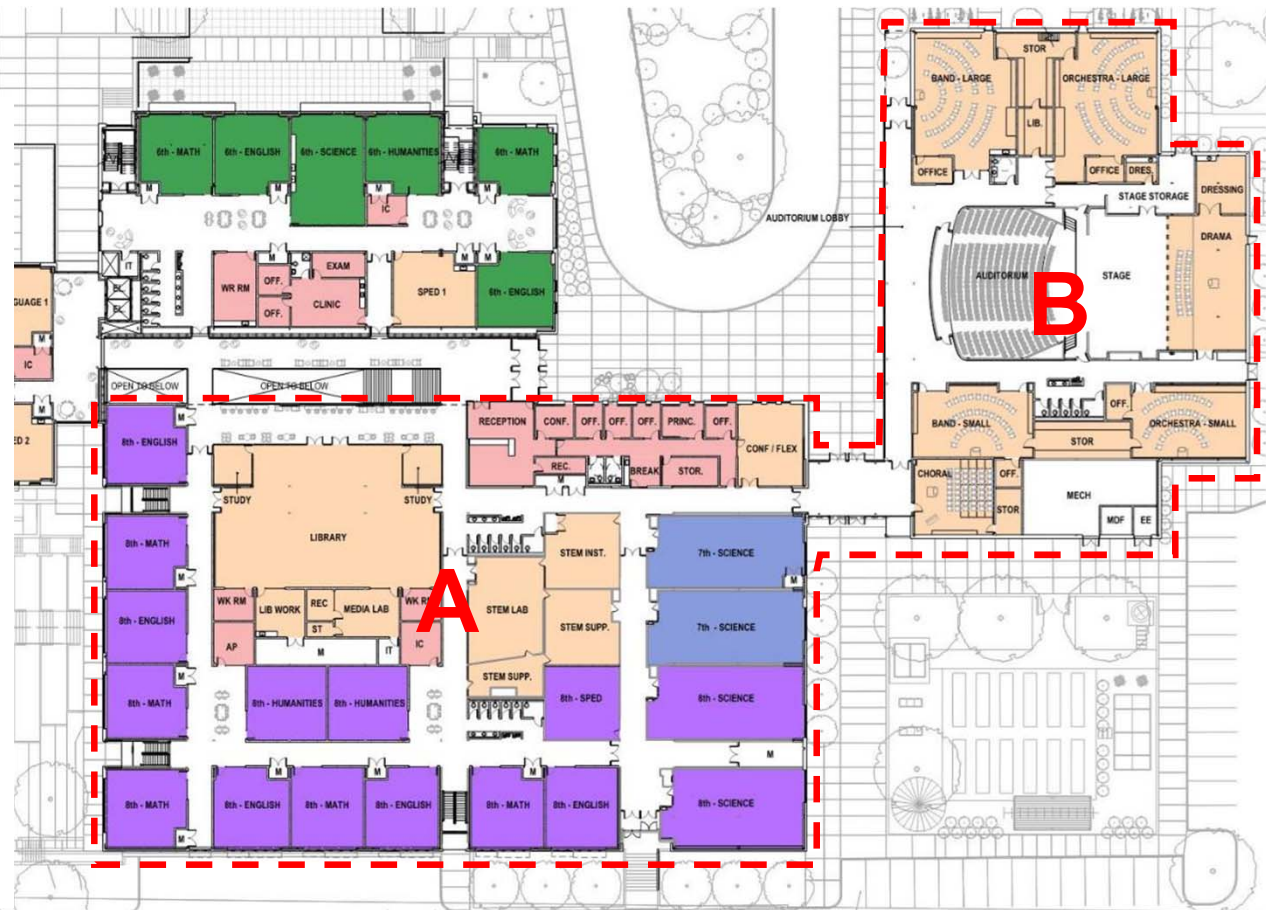 STOR
BAND - LARGE
ORCHESTRA - LARGE
LIB.
OFFICE
OFFICE
DRES.
DRESSING
STAGE STORAGE
AUDITORIUM LOBBY
DRAMA
AUDITORIUM
STAGE
B
OFF.
BAND - SMALL
ORCHESTRA - SMALL
STOR
CHORAL
OFF.
STOR
MECH
MDF
EE
6th - MATH
6th - ENGLISH
6th - SCIENCE
6th - HUMANITIES
6th - MATH
M
M
M
M
IC
M
M
M
IT
EL
EL
WR RM
OFF.
OFF.
EXAM
CLINIC
SPED 1
6th - ENGLISH
GUAGE 1
M
IC
M
ED 2
OPEN TO BELOW
OPEN TO BELOW
8th - ENGLISH
M
RECEPTION
CONF.
OFF.
OFF.
OFF.
PRINC.
OFF.
CONF / FLEX
REC.
M
BREAK
STOR.
STUDY
STUDY
LIBRARY
8th - MATH
M
STEM INST.
7th - SCIENCE
M
A
WK RM
LIB WORK
REC
MEDIA LAB
ST
WK R
STEM LAB
8th - ENGLISH
STEM SUPP.
7th - SCIENCE
AP
M
IT
IC
8th - MATH
M
8th - HUMANITIES
8th - HUMANITIES
STEM SUPP.
8th - SPED
8th - SCIENCE
M
M
M
M
8th - MATH
M
8th - ENGLISH
8th - MATH
8th - ENGLISH
8th - MATH
8th - ENGLISH
8th - SCIENCE